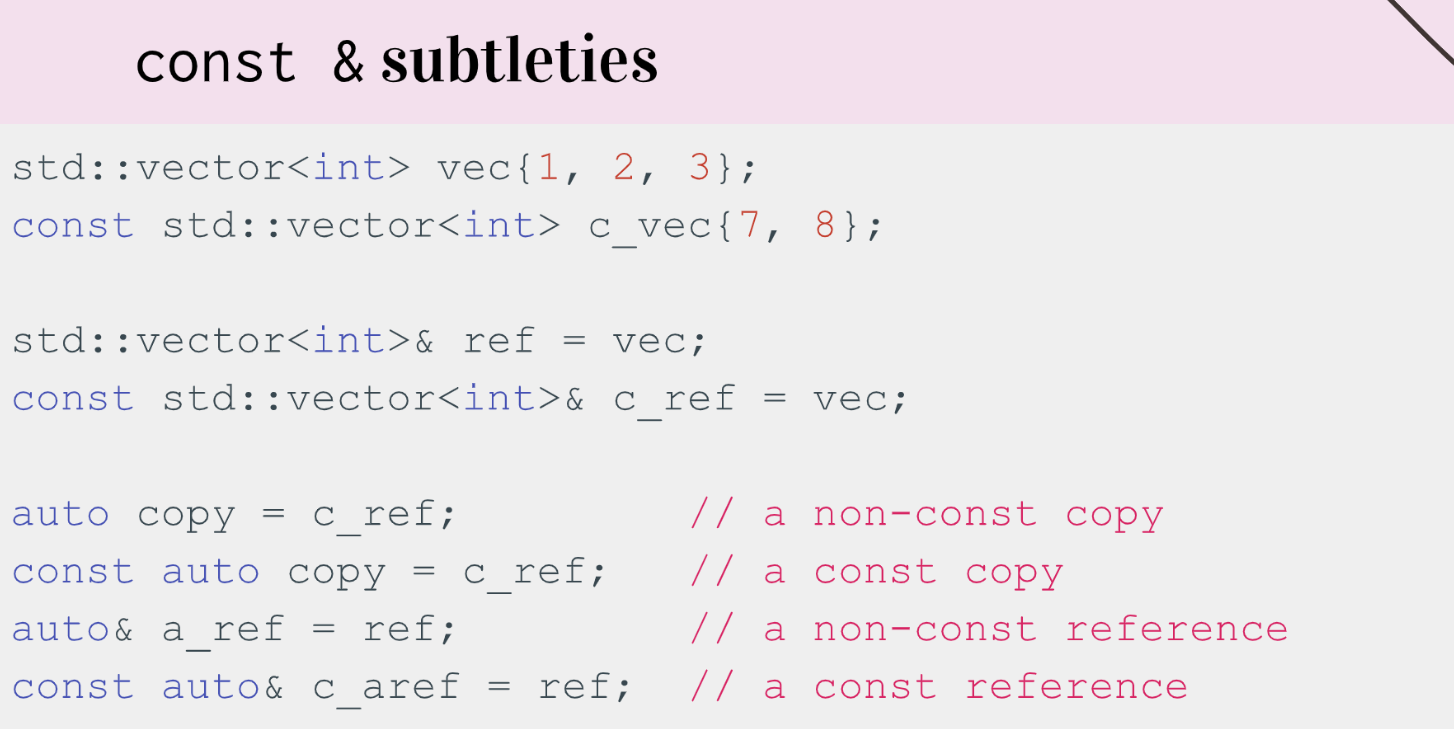 const & subtleties
std::vector<int> vec{1, 2, 3};
const std::vector<int> c_vec{7, 8};
std::vector<int>& ref = vec;
const std::vector<int>& c_ref = vec;
auto copy = c_ref; // a non-const copy
const auto copy = c_ref; // a const copy
auto& a_ref = ref; // a non-const reference
const auto& c_aref = ref; // a const reference